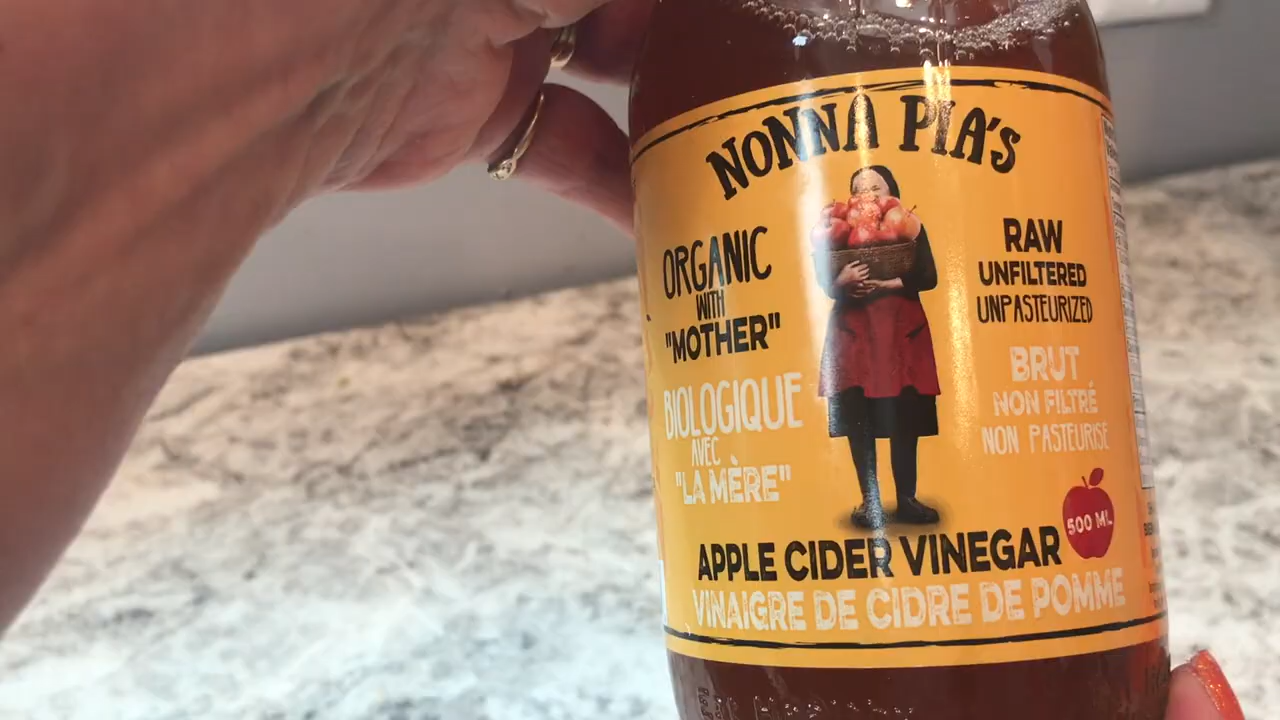 NONNA PIA'S
ORGANIC
WITH
"MOTHER"
BIOLOGIQUE
AVEC
"LA MÈRE"
RAW
UNFILTERED
UNPASTEURIZED
BRUT
NON FILTRÉ
NON PASTEURISÉ
500 ML
APPLE CIDER VINEGAR
VINAIGRE DE CIDRE DE POMME